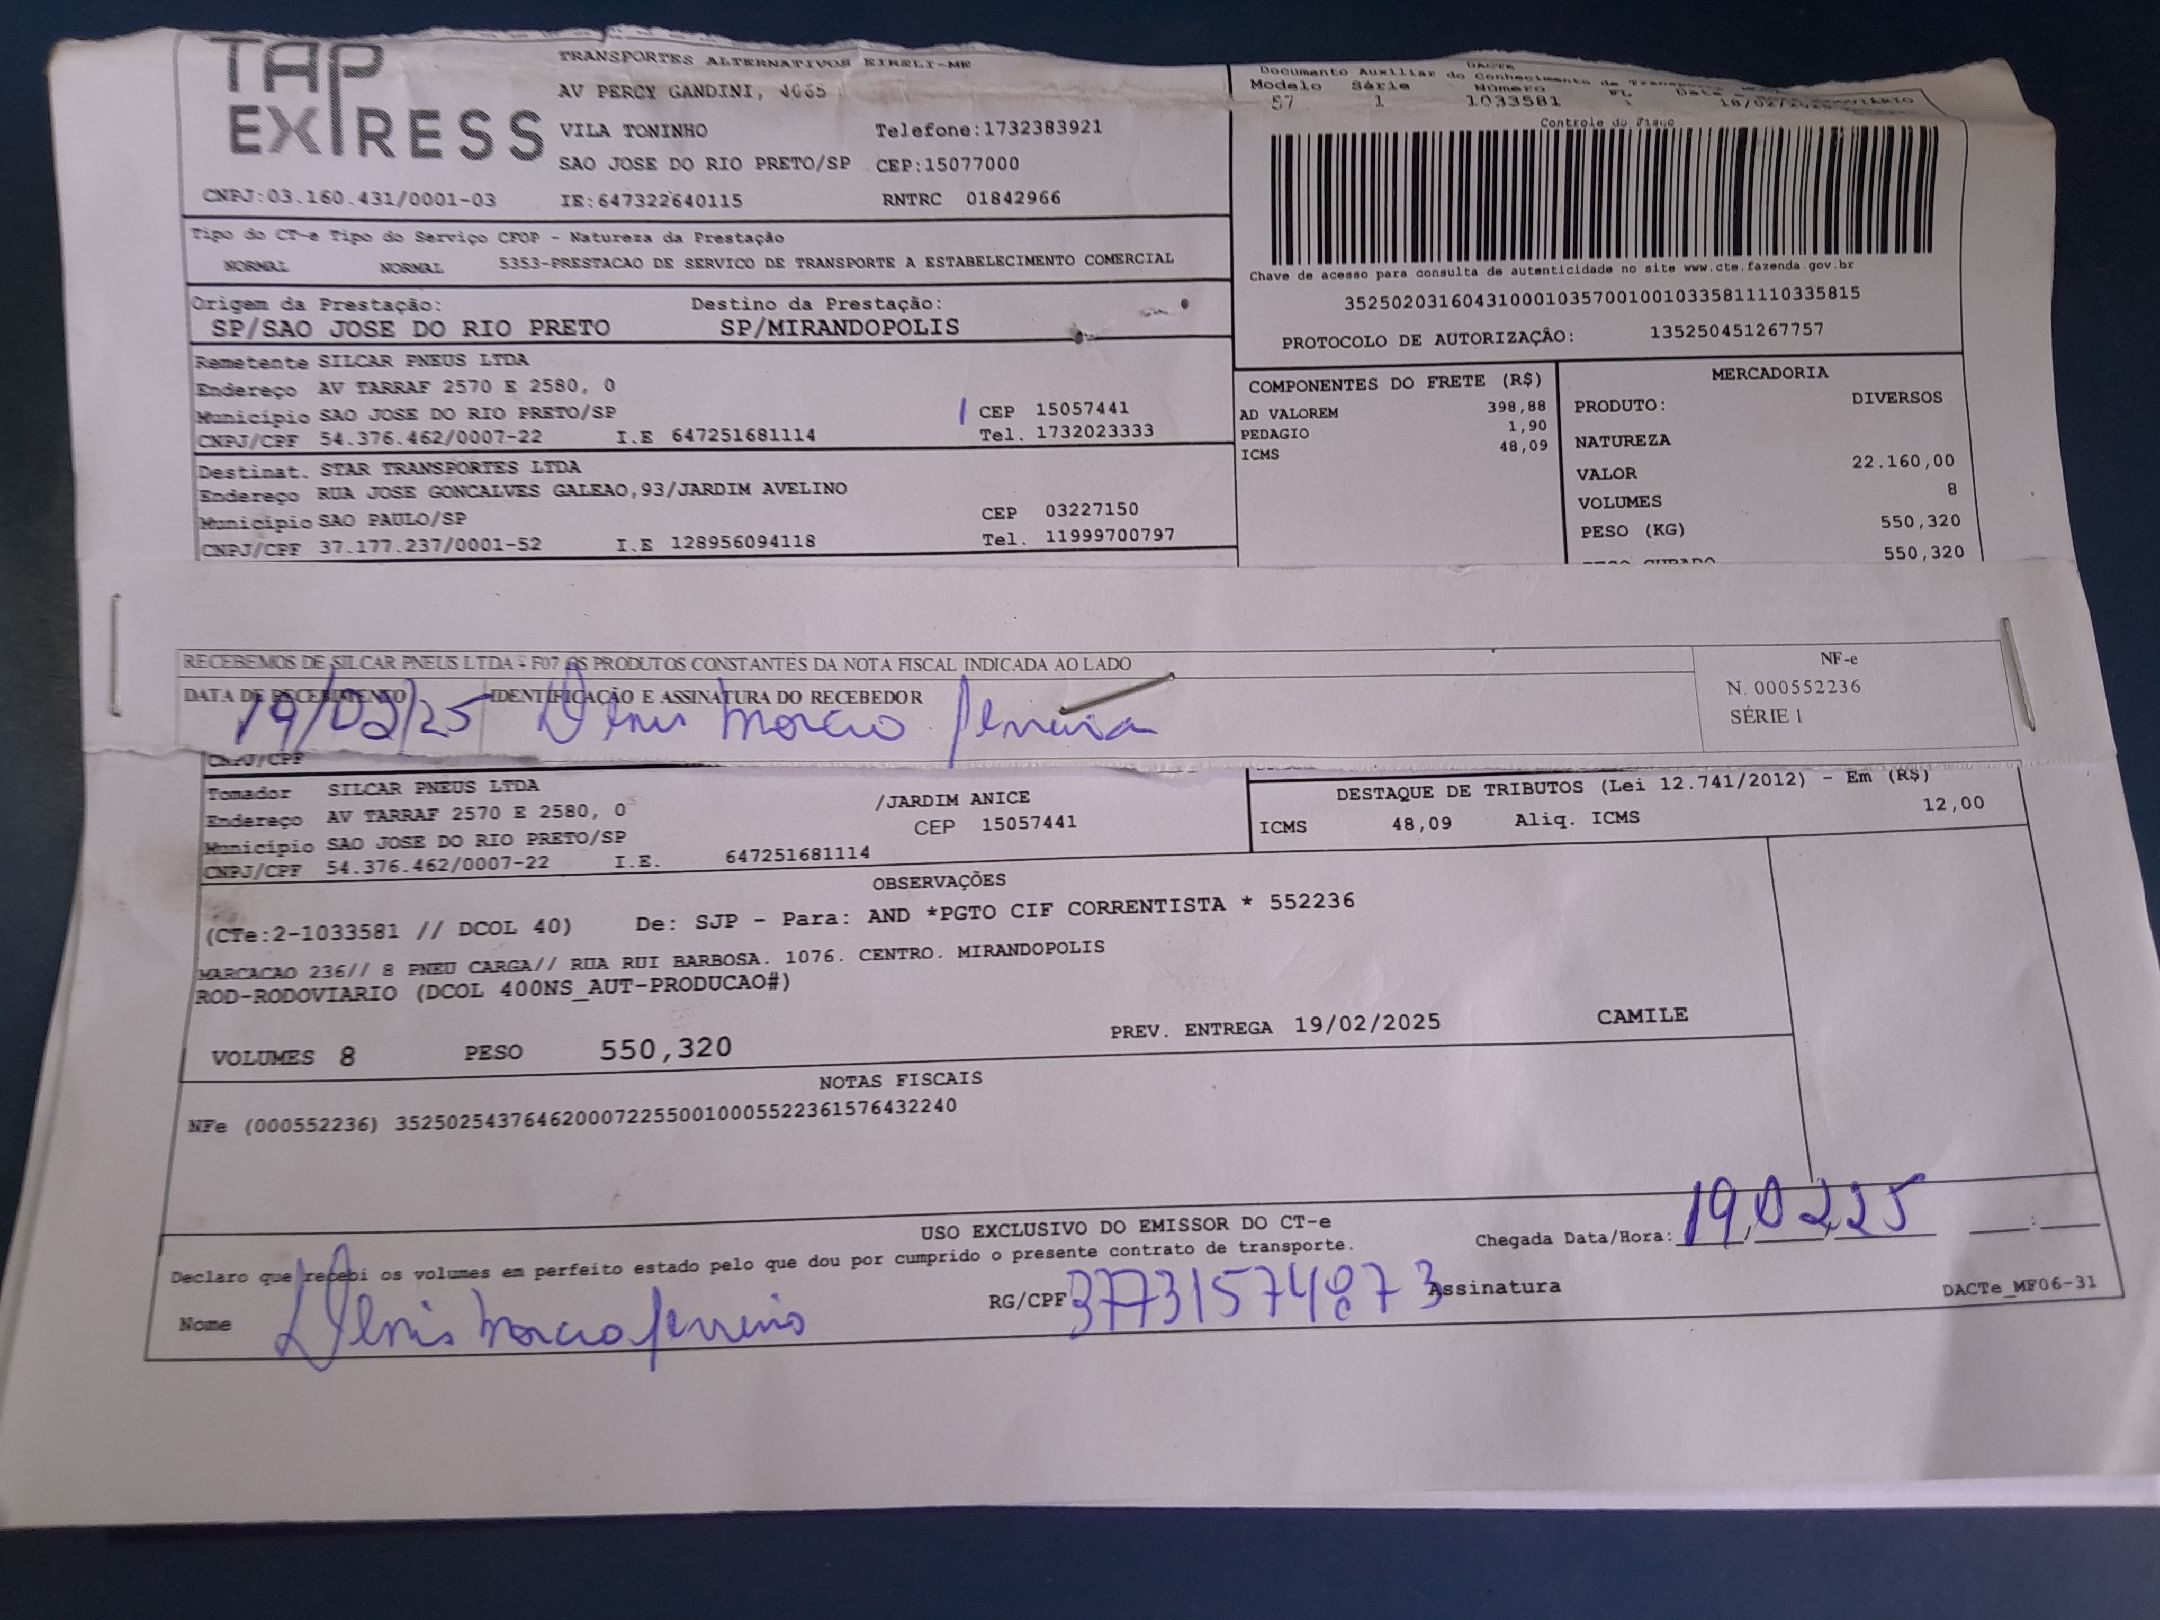 TAP EXPRESS
TRANSPORTES ALTERNATIVOS EIRELI-ME
AV PERCY GANDINI,
VILA TONINHO Telefone:1732383921
SAO JOSE DO RIO PRETO/SP CEP:15077000
CNPJ:03.160.431/0001-03 IE:647322640115 RNTRC 01842966
DACTE
Documento Auxiliar do Conhecimento de
Modelo Série Número FL Data
57 1 1033581 1
Controle do Fisco
Chave de acesso para consulta de autenticidade no site www.cte.fazenda.gov.br
35250203160431000103570010010335811110335815
PROTOCOLO DE AUTORIZAÇÃO: 135250451267757
Tipo do CT-e Tipo do Serviço CFOP - Natureza da Prestação
NORMAL NORMAL 5353-PRESTACAO DE SERVICO DE TRANSPORTE A ESTABELECIMENTO COMERCIAL
Origem da Prestação: Destino da Prestação:
SP/SAO JOSE DO RIO PRETO SP/MIRANDOPOLIS
Remetente SILCAR PNEUS LTDA
Endereço AV TARRAF 2570 E 2580, 0
Município SAO JOSE DO RIO PRETO/SP CEP 15057441
CNPJ/CPF 54.376.462/0007-22 I.E 647251681114 Tel. 1732023333
Destinat. STAR TRANSPORTES LTDA
Endereço RUA JOSE GONCALVES GALEAO,93/JARDIM AVELINO
Município SAO PAULO/SP CEP 03227150
CNPJ/CPF 37.177.237/0001-52 I.E 128956094118 Tel. 11999700797
COMPONENTES DO FRETE (R$)
AD VALOREM 398,88
PEDAGIO 1,90
ICMS 48,09
MERCADORIA
PRODUTO: DIVERSOS
NATUREZA
VALOR 22.160,00
VOLUMES 8
PESO (KG) 550,320
PESO CUBADO 550,320
RECEBEMOS DE SILCAR PNEUS LTDA - F07 OS PRODUTOS CONSTANTES DA NOTA FISCAL INDICADA AO LADO
DATA DE RECEBIMENTO IDENTIFICAÇÃO E ASSINATURA DO RECEBEDOR
19/02/25 Denis Marcio Ferreira
NF-e
N. 000552236
SÉRIE 1
CNPJ/CPF
Tomador SILCAR PNEUS LTDA
Endereço AV TARRAF 2570 E 2580, 0 /JARDIM ANICE
Município SAO JOSE DO RIO PRETO/SP CEP 15057441
CNPJ/CPF 54.376.462/0007-22 I.E. 647251681114
DESTAQUE DE TRIBUTOS (Lei 12.741/2012) - Em (R$)
ICMS 48,09 Aliq. ICMS 12,00
OBSERVAÇÕES
(CTe:2-1033581 // DCOL 40) De: SJP - Para: AND *PGTO CIF CORRENTISTA * 552236
MARCACAO 236// 8 PNEU CARGA// RUA RUI BARBOSA. 1076. CENTRO. MIRANDOPOLIS
ROD-RODOVIARIO (DCOL 400NS_AUT-PRODUCAO#)
VOLUMES 8 PESO 550,320 PREV. ENTREGA 19/02/2025 CAMILE
NOTAS FISCAIS
NFe (000552236) 35250254376462000722550010005522361576432240
USO EXCLUSIVO DO EMISSOR DO CT-e
Declaro que recebi os volumes em perfeito estado pelo que dou por cumprido o presente contrato de transporte.
Chegada Data/Hora: 19/02/25 :
Nome Denis Marcio Ferreira RG/CPF Assinatura
DACTe_MF06-31